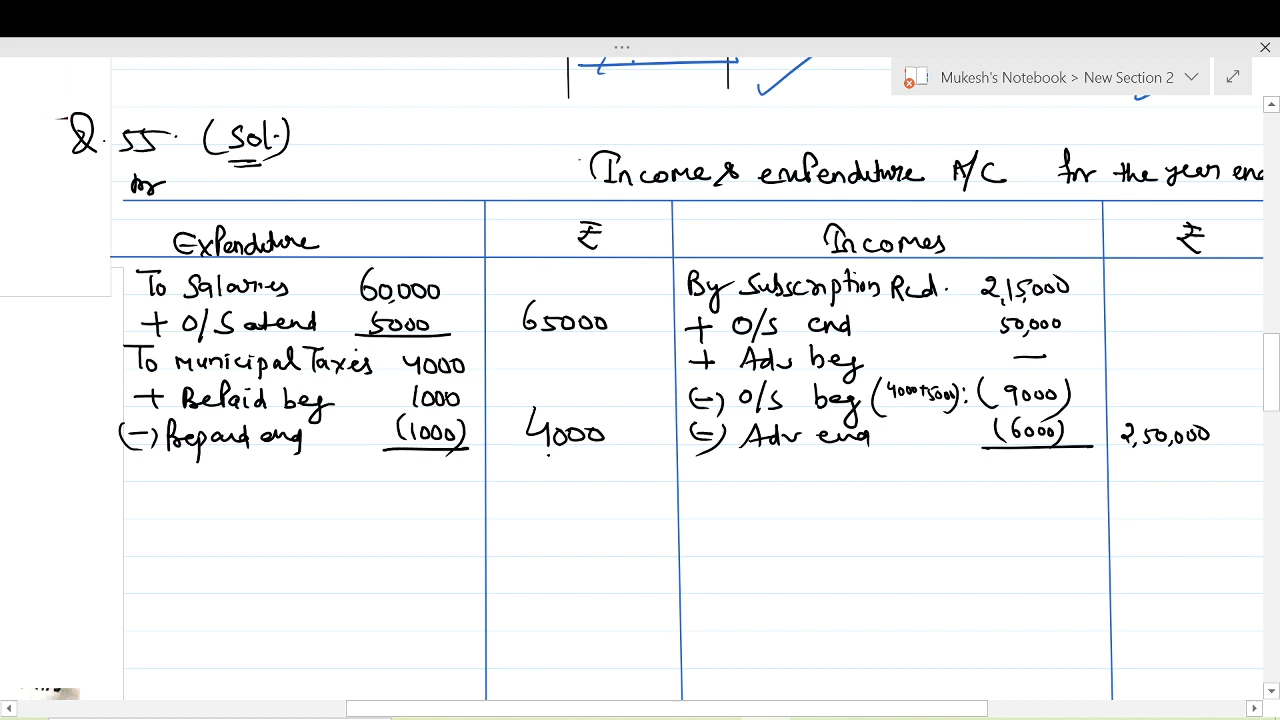 Mukesh's Notebook > New Section 2
Q. 55. (Sol.)
Dr
Income & expenditure A/C for the year
Expenditure ₹ Incomes ₹
To Salaries 60,000 By Subscription Rcd. 2,15,000
+ O/S at end 5000 65000 + O/S end 50,000
To Municipal Taxes 4000 + Adv beg —
+ Prepaid beg 1000 (-) O/S beg (4000+5000): (9000)
(-) Prepaid end (1000) 4000 (-) Adv end (6000) 2,50,000